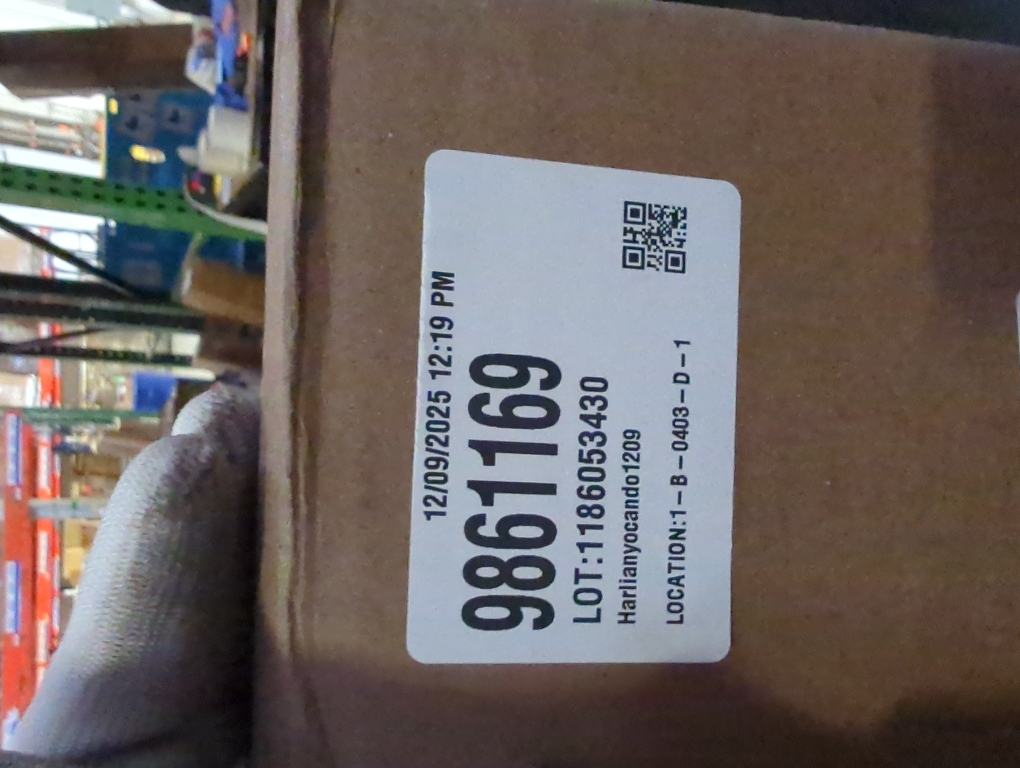 12/09/2025 12:19 PM
9861169
LOT:1186053430
Harlianyocando1209
LOCATION:1-B-0403-D-1